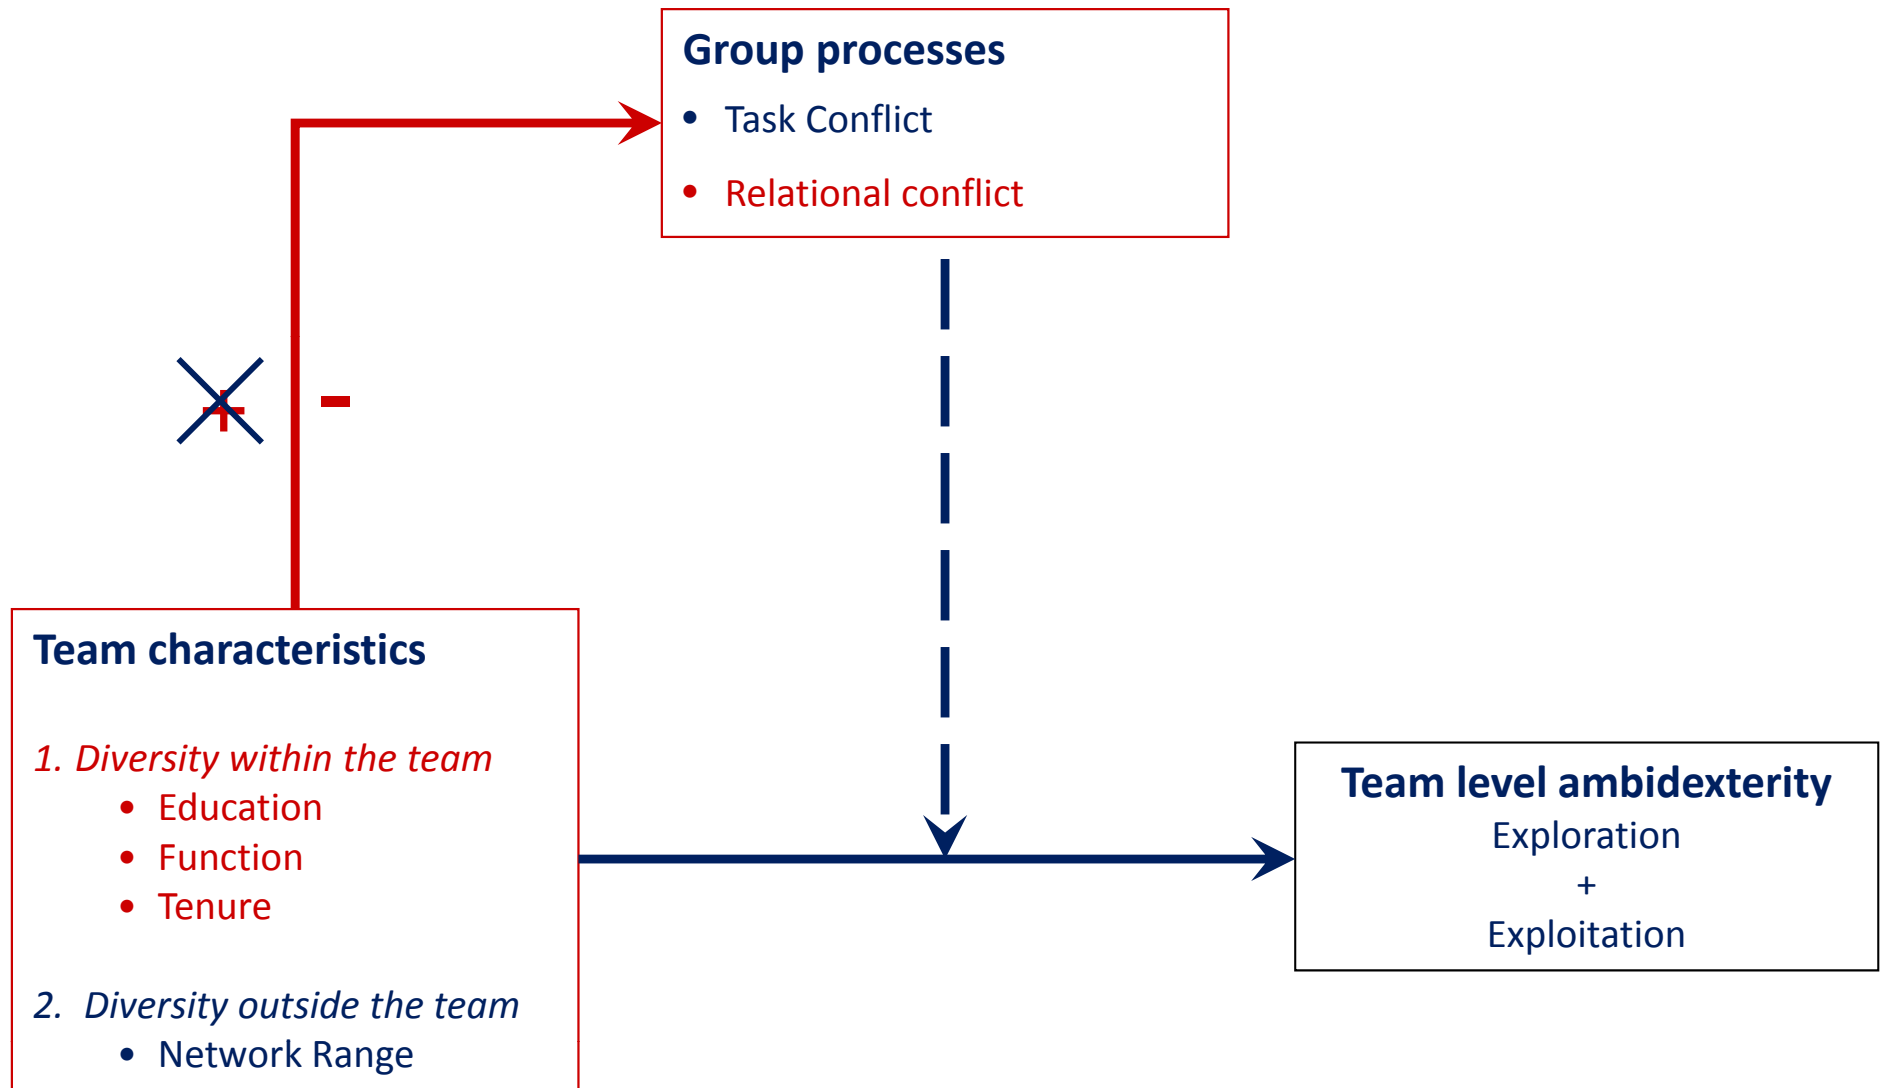 Group processes
• Task Conflict
• Relational conflict
+
-
Team characteristics
1. Diversity within the team
• Education
• Function
• Tenure
2. Diversity outside the team
• Network Range
Team level ambidexterity
Exploration
+
Exploitation